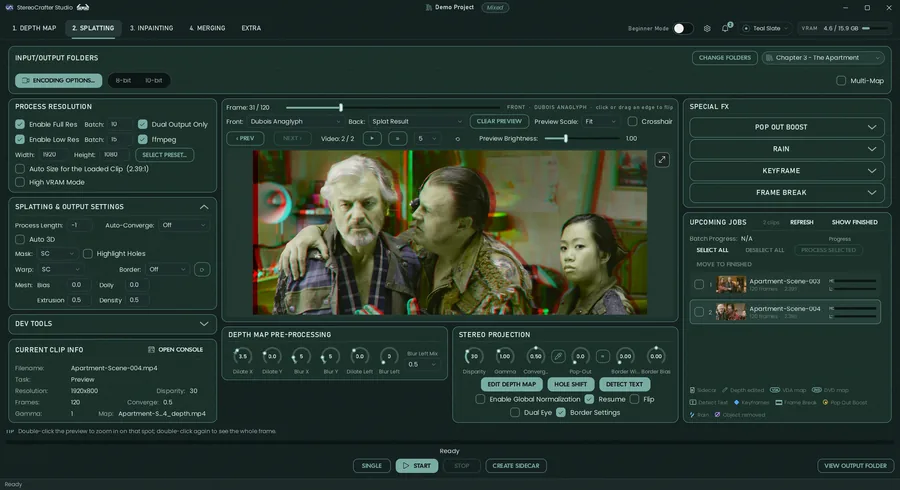 StereoCrafter Studio
Demo Project Mixed
1. DEPTH MAP 2. SPLATTING 3. INPAINTING 4. MERGING EXTRA
Beginner Mode Teal Slate VRAM 4.6 / 15.9 GB
INPUT/OUTPUT FOLDERS
CHANGE FOLDERS Chapter 3 - The Apartment
ENCODING OPTIONS... 8-bit 10-bit
Multi-Map
PROCESS RESOLUTION
Enable Full Res Batch: 10 Dual Output Only
Enable Low Res Batch: 15 ffmpeg
Width: 1920 Height: 1080 SELECT PRESET...
Auto Size for the Loaded Clip (2.39:1)
High VRAM Mode
SPLATTING & OUTPUT SETTINGS
Process Length: -1 Auto-Converge: Off
Auto 3D
Mask: SC Highlight Holes
Warp: SC Border: Off
Mesh: Bias 0.0 Dolly 0.0
Extrusion 0.5 Density 0.5
DEV TOOLS
CURRENT CLIP INFO OPEN CONSOLE
Filename: Apartment-Scene-004.mp4
Task: Preview
Resolution: 1920x800 Disparity: 30
Frames: 120 Converge: 0.5
Gamma: 1 Map: Apartment-S...4_depth.mp4
Frame: 31 / 120 FRONT · DUBOIS ANAGLYPH · click or drag an edge to flip
Front: Dubois Anaglyph Back: Splat Result CLEAR PREVIEW Preview Scale: Fit Crosshair
‹ PREV NEXT › Video: 2 / 2 5 Preview Brightness: 1.00
DEPTH MAP PRE-PROCESSING
3.5 0.0 5 5 0.0 0
Dilate X Dilate Y Blur X Blur Y Dilate Left Blur Left
Blur Left Mix
0.5
STEREO PROJECTION
30 1.00 0.50 0.0 0.00 0.00
Disparity Gamma Converg... Pop-Out Border Wi... Border Bias
EDIT DEPTH MAP HOLE SHIFT DETECT TEXT
Enable Global Normalization Resume Flip
Dual Eye Border Settings
SPECIAL FX
POP OUT BOOST
RAIN
KEYFRAME
FRAME BREAK
UPCOMING JOBS 2 clips REFRESH SHOW FINISHED
Batch Progress: N/A Progress
SELECT ALL DESELECT ALL PROCESS SELECTED
MOVE TO FINISHED
1 Apartment-Scene-003
120 frames
2 Apartment-Scene-004
120 frames
Depth edited VDA map DVD map
Detect Text Keyframes Frame Break Pop Out Boost
Rain Object removed
TIP Double-click the preview to zoom in on that spot; double-click again to see the whole frame.
Ready
SINGLE START STOP CREATE SIDECAR VIEW OUTPUT FOLDER
Ready